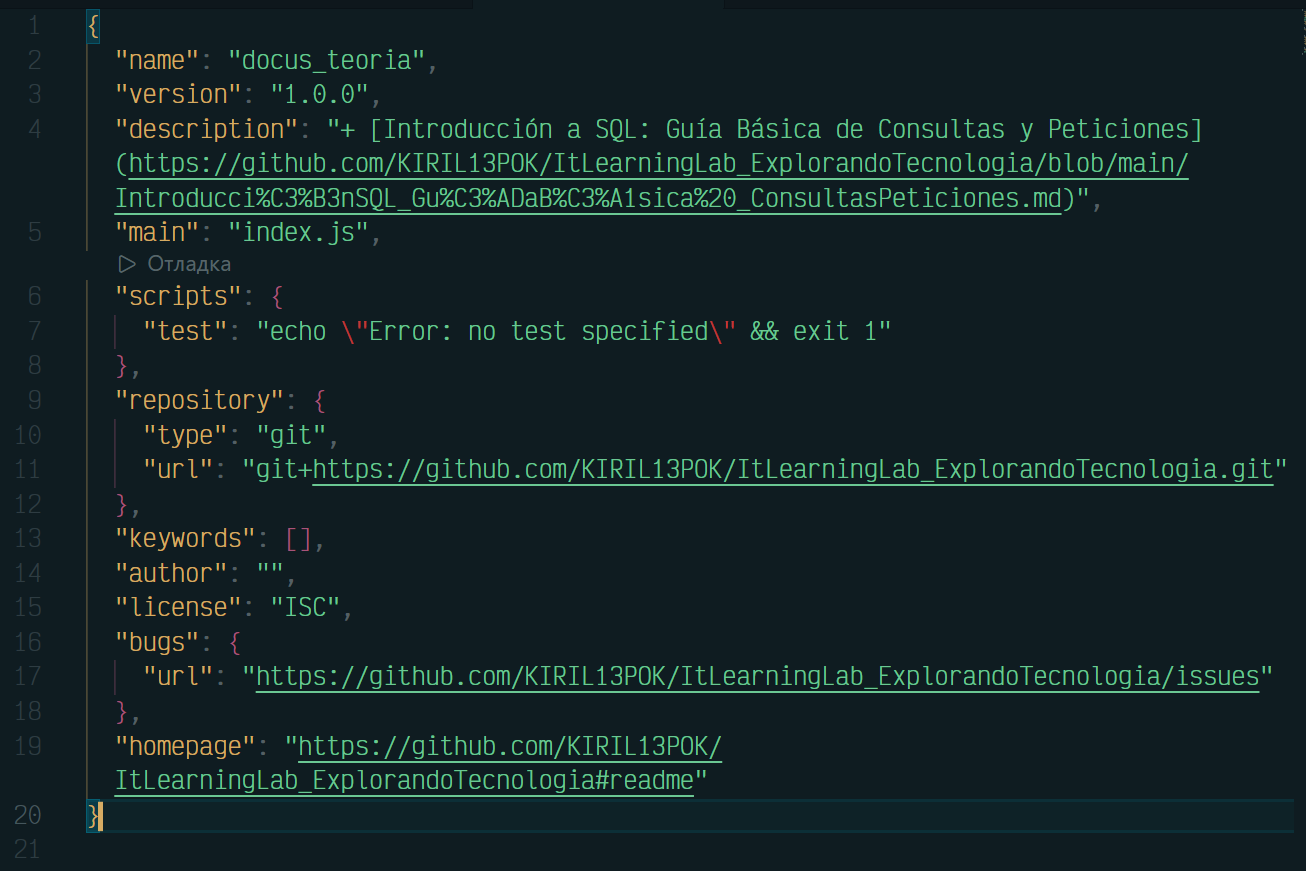 1 {
2 "name": "docus_teoria",
3 "version": "1.0.0",
4 "description": "+ [Introducción a SQL: Guía Básica de Consultas y Peticiones]
(https://github.com/KIRIL13POK/ItLearningLab_ExplorandoTecnologia/blob/main/
Introducci%C3%B3nSQL_Gu%C3%ADaB%C3%A1sica%20_ConsultasPeticiones.md)",
5 "main": "index.js",
Отладка
6 "scripts": {
7 "test": "echo \"Error: no test specified\" && exit 1"
8 },
9 "repository": {
10 "type": "git",
11 "url": "git+https://github.com/KIRIL13POK/ItLearningLab_ExplorandoTecnologia.git"
12 },
13 "keywords": [],
14 "author": "",
15 "license": "ISC",
16 "bugs": {
17 "url": "https://github.com/KIRIL13POK/ItLearningLab_ExplorandoTecnologia/issues"
18 },
19 "homepage": "https://github.com/KIRIL13POK/
ItLearningLab_ExplorandoTecnologia#readme"
20 }
21